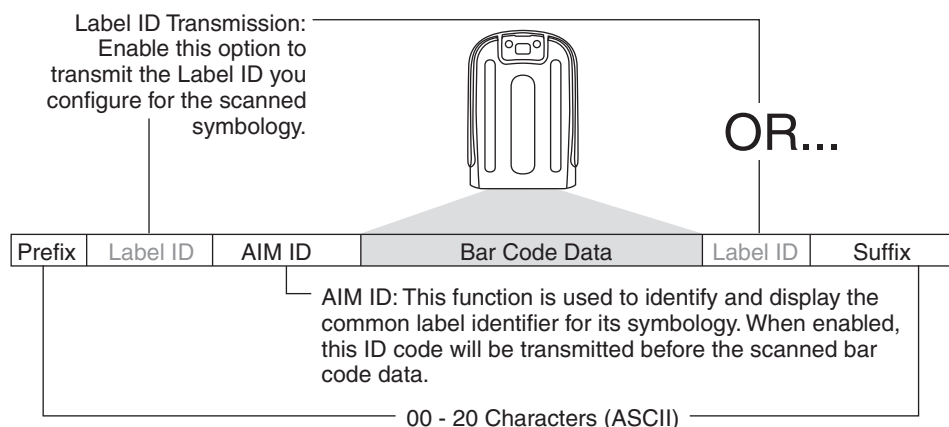 Label ID Transmission:
Enable this option to
transmit the Label ID you
configure for the scanned
symbology.
OR...
Prefix Label ID AIM ID Bar Code Data Label ID Suffix
AIM ID: This function is used to identify and display the
common label identifier for its symbology. When enabled,
this ID code will be transmitted before the scanned bar
code data.
00 - 20 Characters (ASCII)